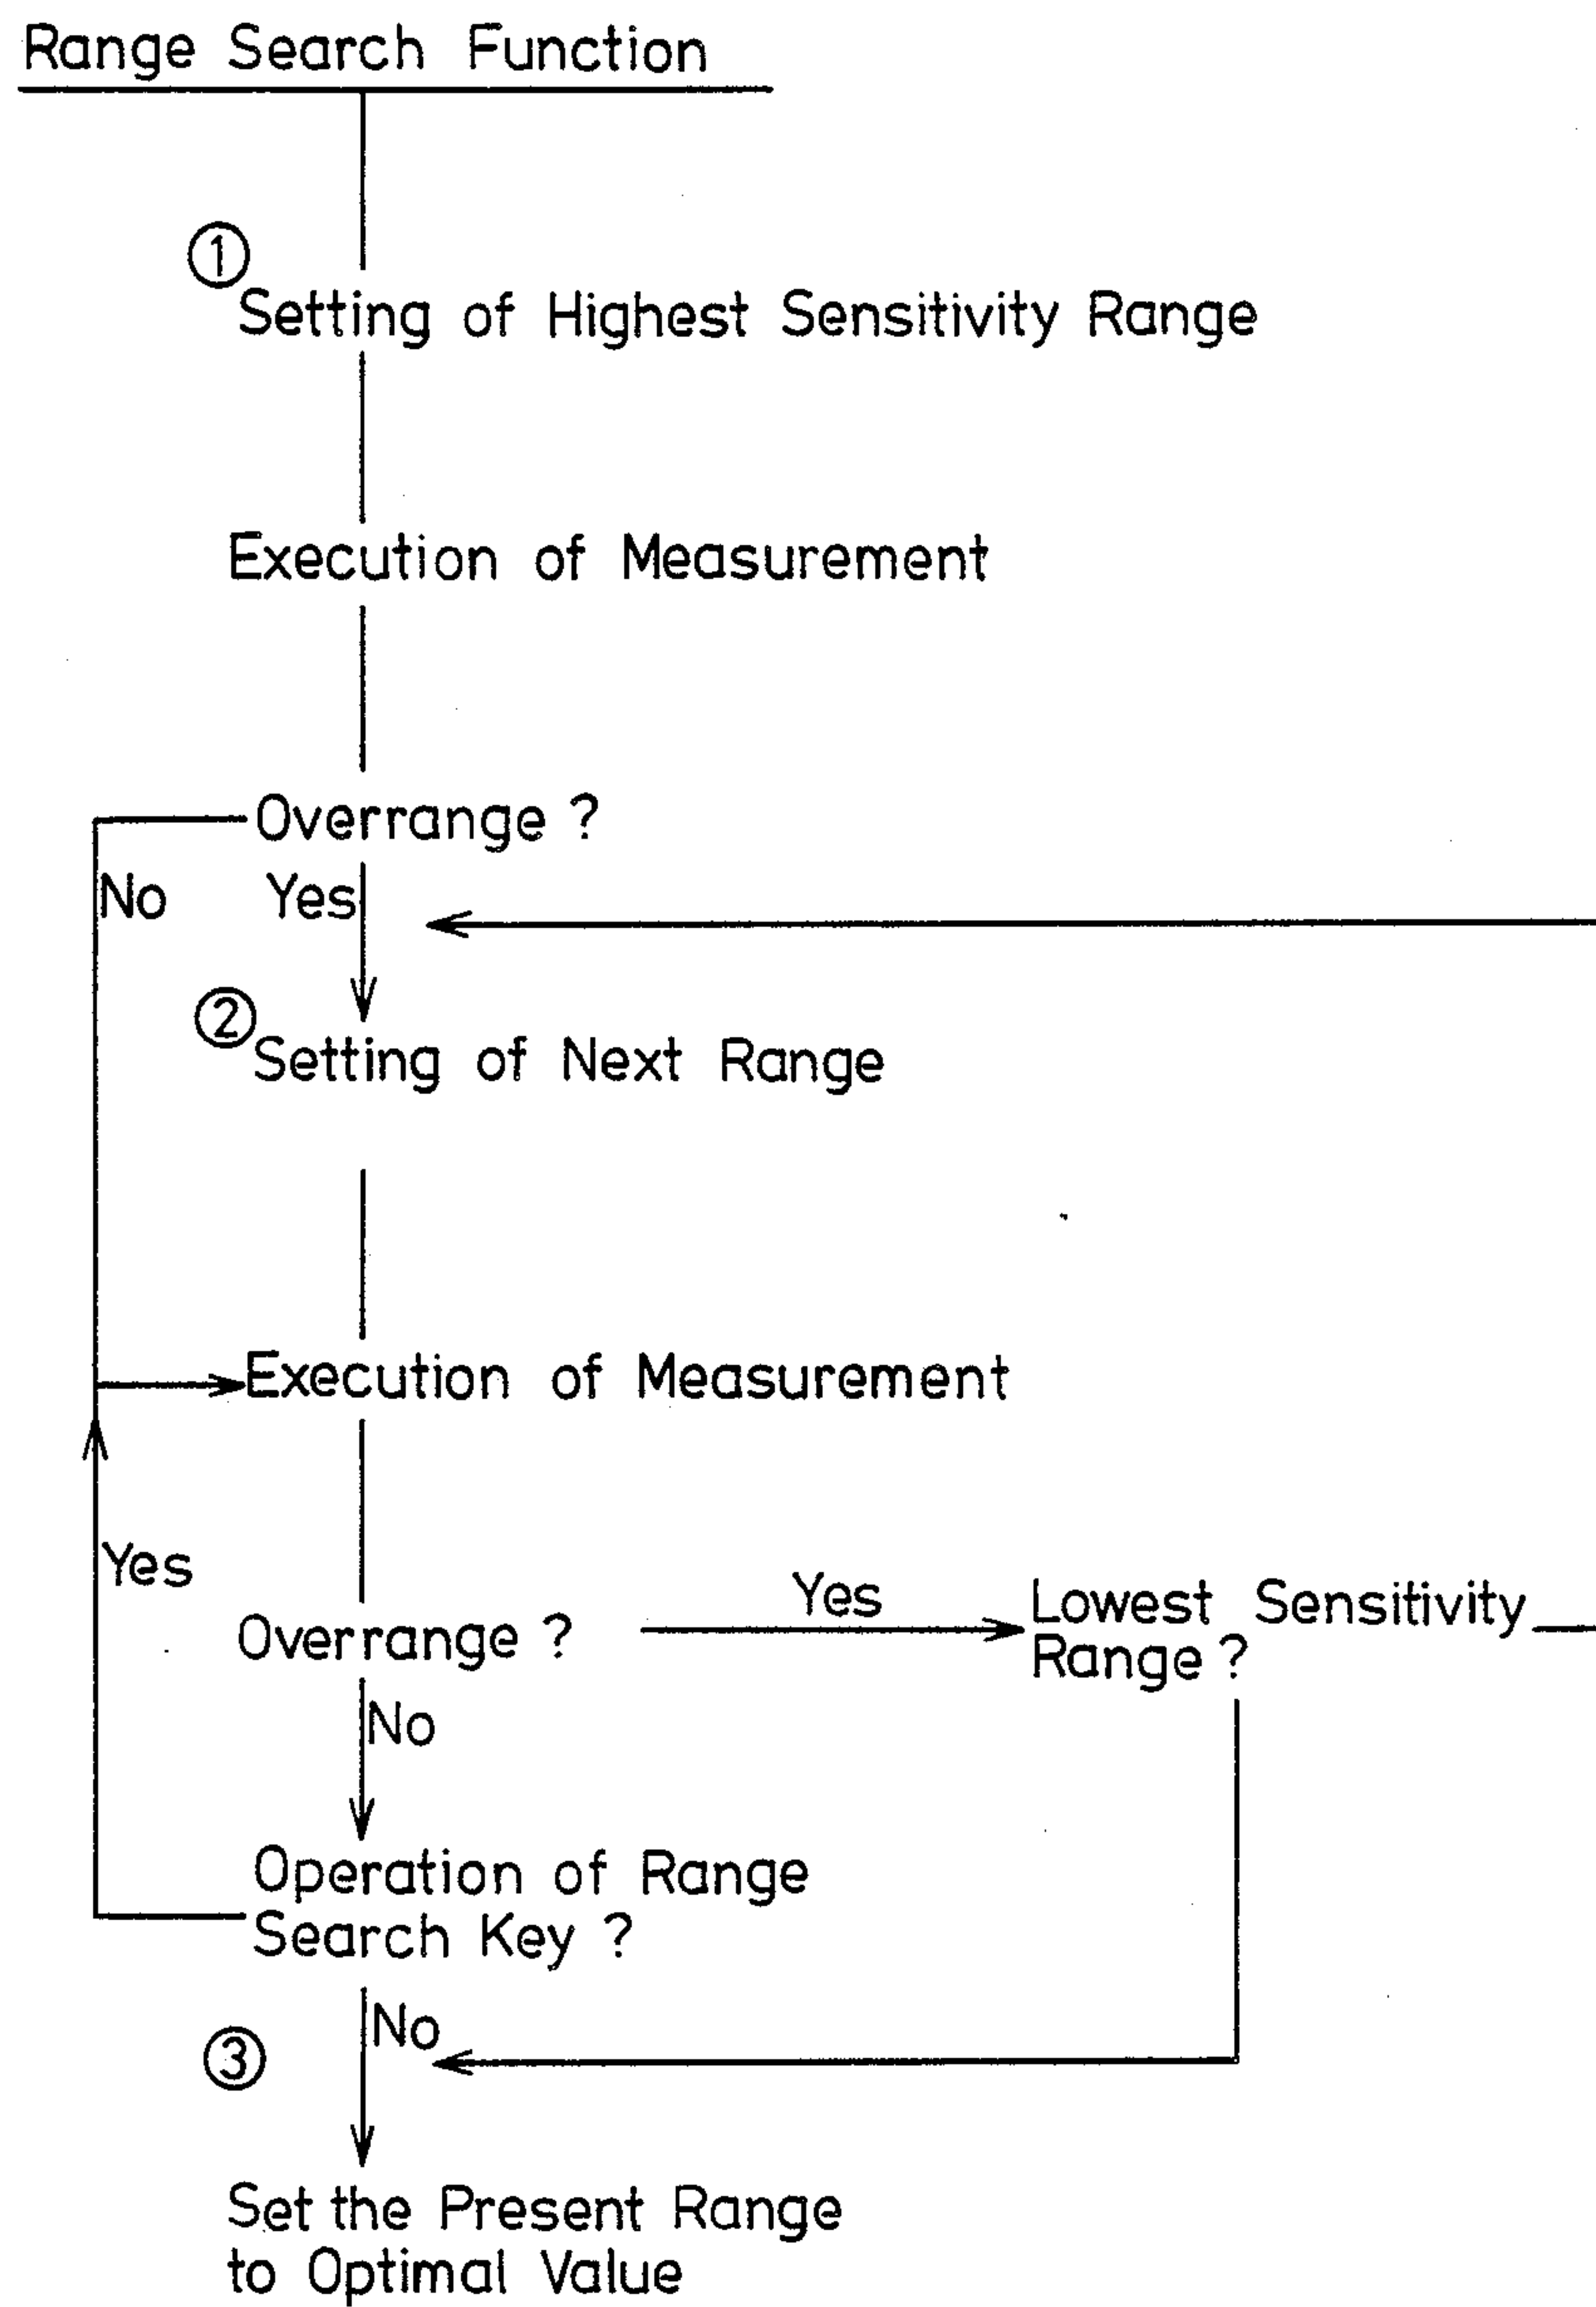 Range Search Function
①
Setting of Highest Sensitivity Range
Execution of Measurement
Overrange ?
No
Yes
②
Setting of Next Range
Execution of Measurement
Yes
Overrange ?
Yes
Lowest Sensitivity
Range ?
No
Operation of Range
Search Key ?
No
③
Set the Present Range
to Optimal Value